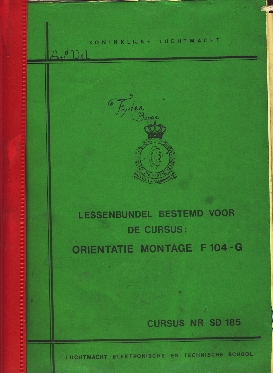 KONINKLIJKE LUCHTMACHT
LESSENBUNDEL BESTEMD VOOR
DE CURSUS:
ORIENTATIE MONTAGE F 104-G
CURSUS NR SD 185
LUCHTMACHT ELEKTRONISCHE EN TECHNISCHE SCHOOL